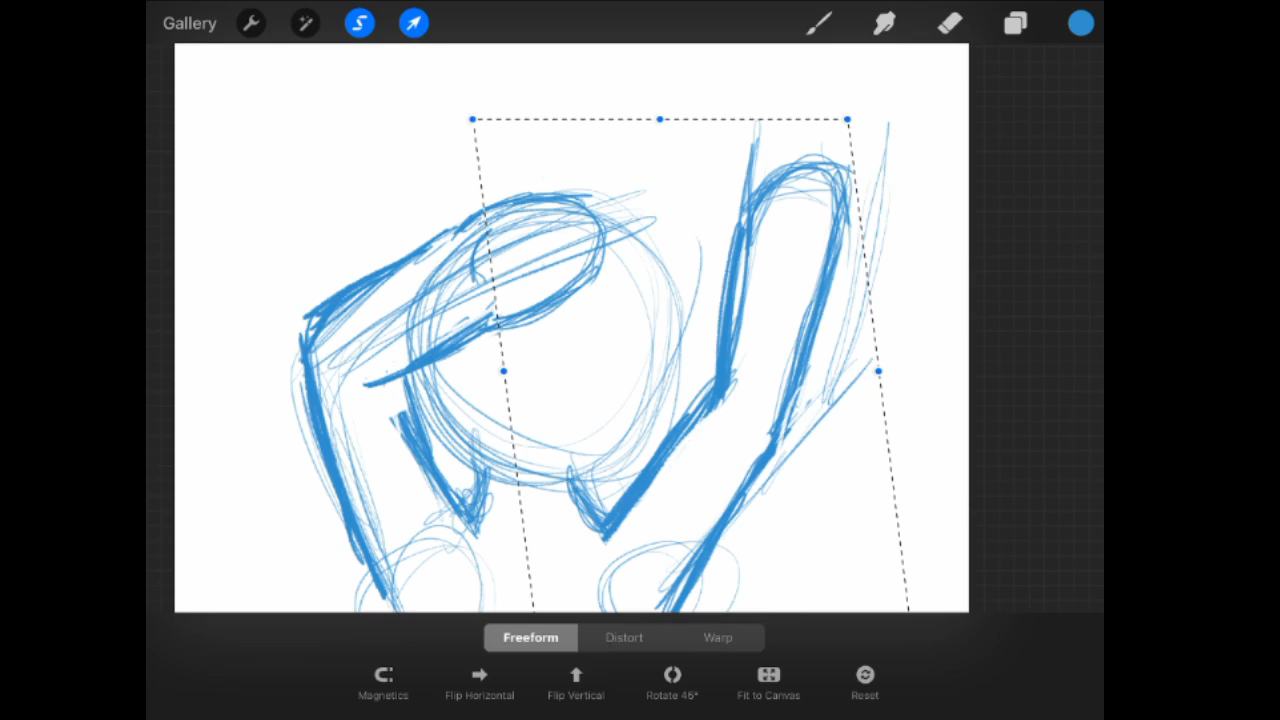 Gallery
Freeform Distort Warp
Magnetics Flip Horizontal Flip Vertical Rotate 45° Fit to Canvas Reset